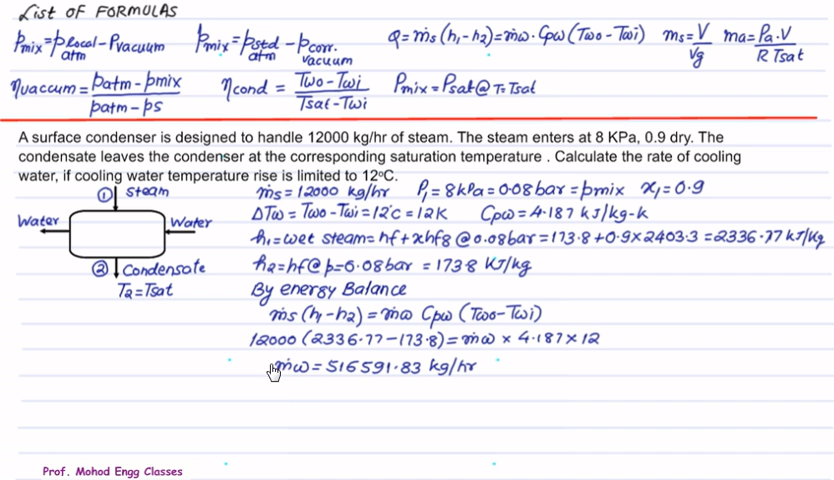 LIST OF FORMULAS
Pmix = Plocal atm - Pvacuum   Pmix = Pstd atm - Pcorr. vacuum   Q = ṁs (h1-h2) = ṁw. Cpw (Two - Twi)   ms = V/Vg   ma = Pa.V/R Tsat
ηvaccum = patm - pmix / patm - ps   ηcond = Two - Twi / Tsat - Twi   Pmix = Psat @ T= Tsat
A surface condenser is designed to handle 12000 kg/hr of steam. The steam enters at 8 KPa, 0.9 dry. The
condensate leaves the condenser at the corresponding saturation temperature . Calculate the rate of cooling
water, if cooling water temperature rise is limited to 12°C.
① Steam   ṁs = 12000 kg/hr   P1 = 8kPa = 0.08 bar = pmix   x1 = 0.9
Water   Water   ΔTw = Two - Twi = 12°C = 12K   Cpw = 4.187 kJ/kg-k
h1 = wet steam = hf + xhfg @ 0.08bar = 173.8 + 0.9 × 2403.3 = 2336.77 kJ/kg
② Condensate   h2 = hf @ p = 0.08 bar = 173.8 KJ/kg
T2 = Tsat   By energy Balance
ṁs (h1 - h2) = ṁw Cpw (Two - Twi)
12000 (2336.77 - 173.8) = ṁw × 4.187 × 12
ṁw = 516591.83 kg/hr
Prof. Mohod Engg Classes